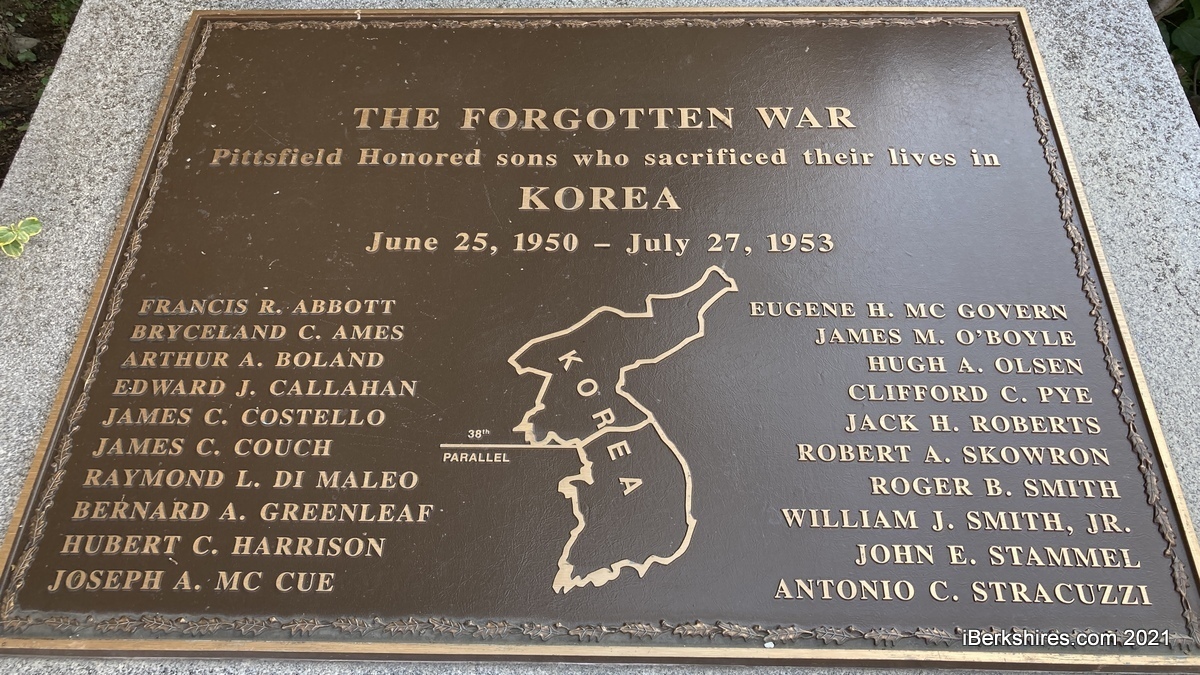 THE FORGOTTEN WAR
Pittsfield Honored sons who sacrificed their lives in
KOREA
June 25, 1950 – July 27, 1953
FRANCIS R. ABBOTT
BRYCELAND C. AMES
ARTHUR A. BOLAND
EDWARD J. CALLAHAN
JAMES C. COSTELLO
JAMES C. COUCH
RAYMOND L. DI MALEO
BERNARD A. GREENLEAF
HUBERT C. HARRISON
JOSEPH A. MC CUE
KOREA
38th
PARALLEL
EUGENE H. MC GOVERN
JAMES M. O'BOYLE
HUGH A. OLSEN
CLIFFORD C. PYE
JACK H. ROBERTS
ROBERT A. SKOWRON
ROGER B. SMITH
WILLIAM J. SMITH, JR.
JOHN E. STAMMEL
ANTONIO C. STRACUZZI
iBerkshires.com 2021